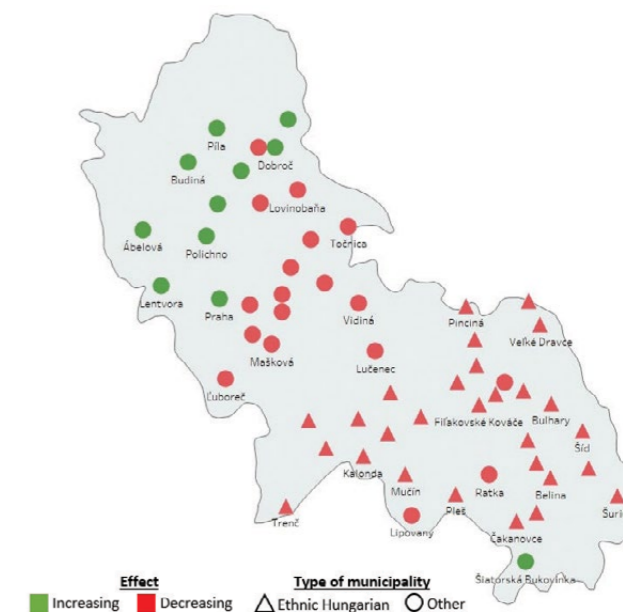 Píla
Dobroč
Budiná
Lovinobaňa
Ábelová
Polichno
Točnica
Lentvora
Praha
Vidiná
Pinciná
Veľké Dravce
Mašková
Lučenec
Ľuboreč
Fiľakovské Kováče
Bulhary
Šíd
Kalonda
Mučín
Ratka
Belina
Pleš
Šurice
Trenč
Lipovany
Čakanovce
Šiatorská Bukovinka
Effect
Type of municipality
Increasing
Decreasing
Ethnic Hungarian
Other